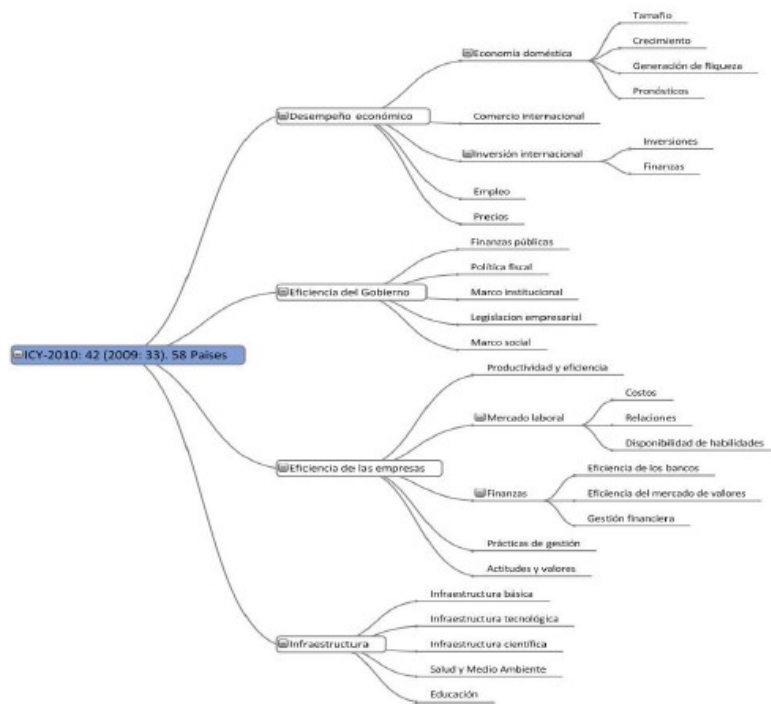 ICY-2010: 42 (2009: 33). 58 Paises
Desempeño económico
Economía doméstica
Tamaño
Crecimiento
Generación de Riqueza
Pronósticos
Comercio internacional
Inversión internacional
Inversiones
Finanzas
Empleo
Precios
Eficiencia del Gobierno
Finanzas públicas
Política fiscal
Marco institucional
Legislacion empresarial
Marco social
Eficiencia de las empresas
Productividad y eficiencia
Mercado laboral
Costos
Relaciones
Disponibilidad de habilidades
Finanzas
Eficiencia de los bancos
Eficiencia del mercado de valores
Gestión financiera
Prácticas de gestión
Actitudes y valores
Infraestructura
Infraestructura básica
Infraestructura tecnológica
Infraestructura científica
Salud y Medio Ambiente
Educación